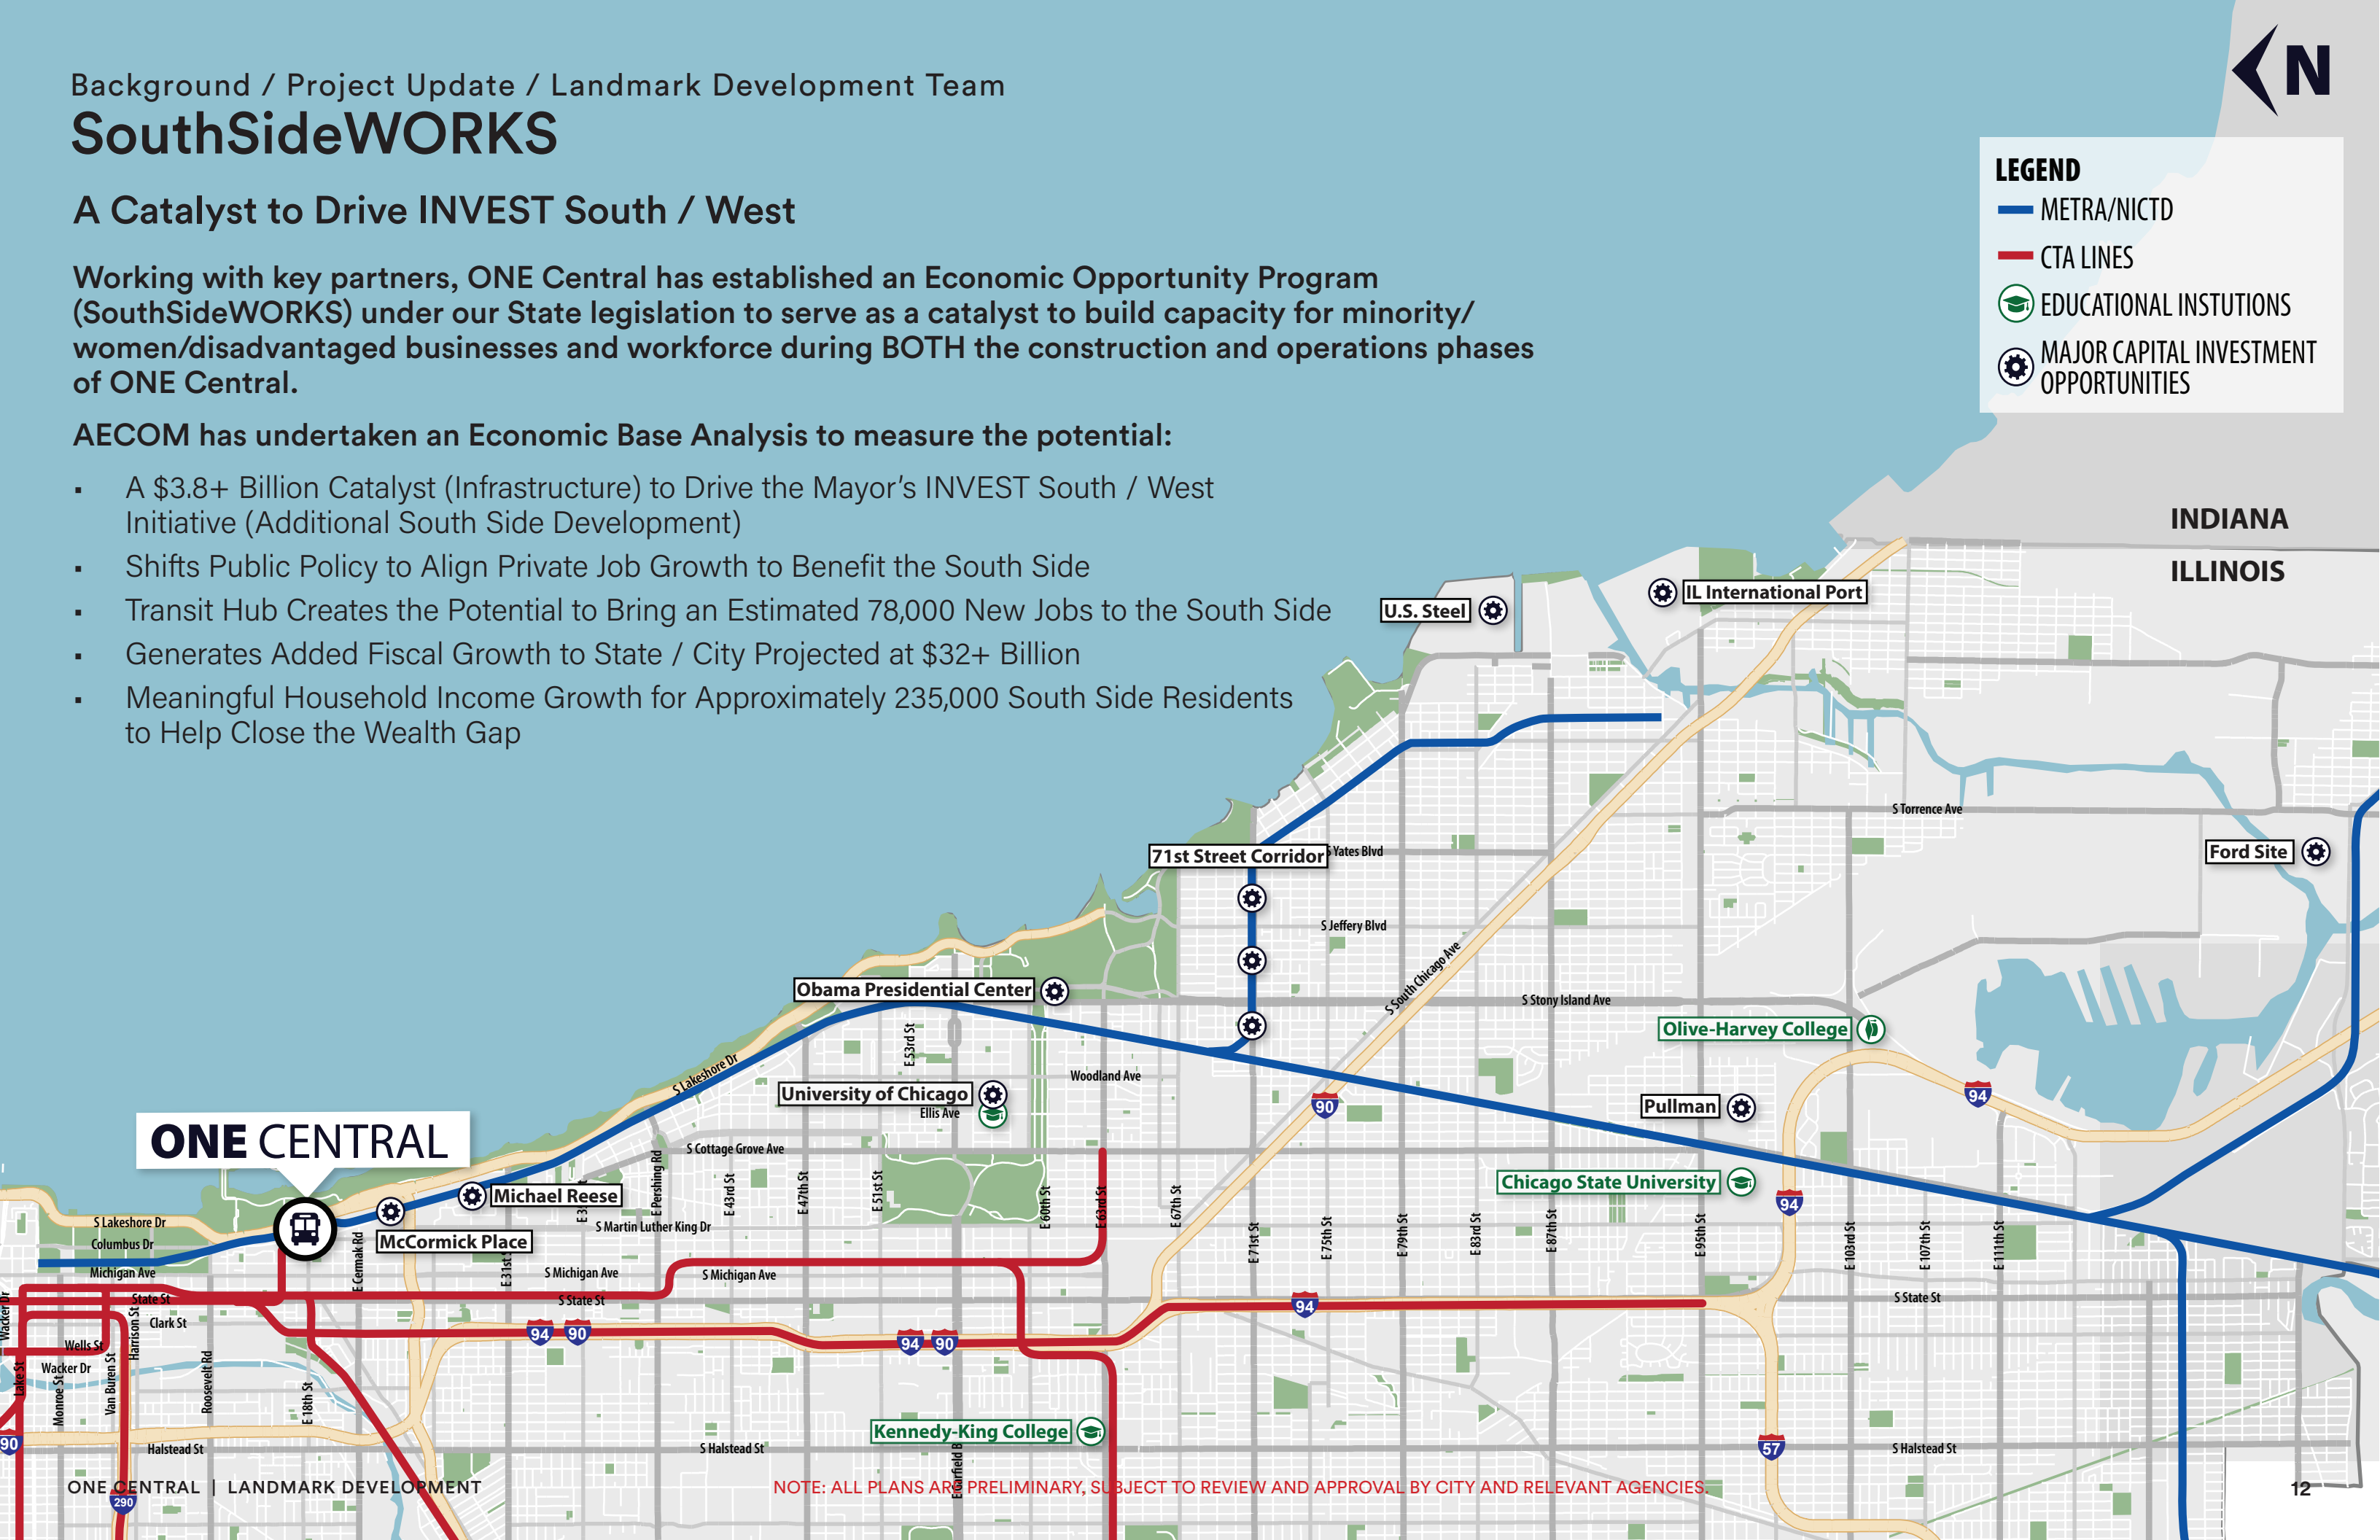 Background / Project Update / Landmark Development Team
SouthSideWORKS
A Catalyst to Drive INVEST South / West
Working with key partners, ONE Central has established an Economic Opportunity Program
(SouthSideWORKS) under our State legislation to serve as a catalyst to build capacity for minority/
women/disadvantaged businesses and workforce during BOTH the construction and operations phases
of ONE Central.
AECOM has undertaken an Economic Base Analysis to measure the potential:
▪ A $3.8+ Billion Catalyst (Infrastructure) to Drive the Mayor's INVEST South / West
Initiative (Additional South Side Development)
▪ Shifts Public Policy to Align Private Job Growth to Benefit the South Side
▪ Transit Hub Creates the Potential to Bring an Estimated 78,000 New Jobs to the South Side
▪ Generates Added Fiscal Growth to State / City Projected at $32+ Billion
▪ Meaningful Household Income Growth for Approximately 235,000 South Side Residents
to Help Close the Wealth Gap
N
LEGEND
METRA/NICTD
CTA LINES
EDUCATIONAL INSTUTIONS
MAJOR CAPITAL INVESTMENT
OPPORTUNITIES
INDIANA
ILLINOIS
U.S. Steel
IL International Port
S Torrence Ave
71st Street Corridor
S Yates Blvd
Ford Site
S Jeffery Blvd
S South Chicago Ave
Obama Presidential Center
S Stony Island Ave
Olive-Harvey College
E 53rd St
S Lakeshore Dr
Woodland Ave
University of Chicago
Ellis Ave
90
Pullman
94
ONE CENTRAL
S Cottage Grove Ave
Chicago State University
Michael Reese
McCormick Place
S Martin Luther King Dr
E Pershing Rd
E 43rd St
E 47th St
E 51st St
E 60th St
E 63rd St
E 67th St
E 71st St
E 75th St
E 79th St
E 83rd St
E 87th St
E 95th St
94
E 103rd St
E 107th St
E 111th St
S Lakeshore Dr
Columbus Dr
Michigan Ave
E Cermak Rd
E 31st S
S Michigan Ave
S Michigan Ave
State St
S State St
S State St
94
Wacker Dr
Clark St
Harrison St
94
90
94
90
Wells St
Wacker Dr
Lake St
Monroe St
Van Buren St
Roosevelt Rd
E 18th St
Kennedy-King College
90
Halstead St
S Halstead St
E Garfield B
57
S Halstead St
290
ONE CENTRAL | LANDMARK DEVELOPMENT
NOTE: ALL PLANS ARE PRELIMINARY, SUBJECT TO REVIEW AND APPROVAL BY CITY AND RELEVANT AGENCIES.
12